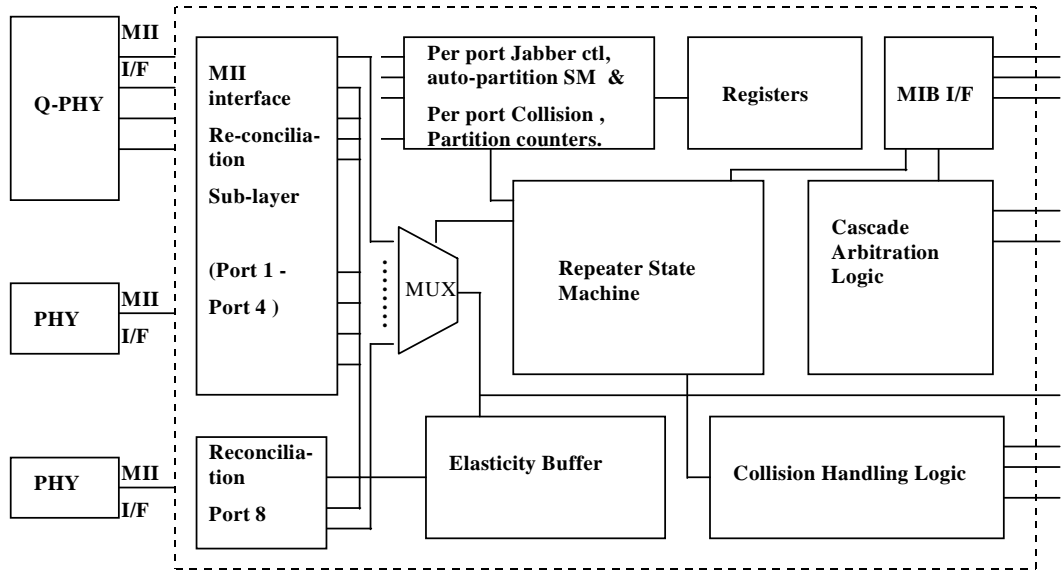 MII
I/F
Q-PHY
MII
PHY
I/F
MII
PHY
I/F
MII
interface
Re-conciliation
Sub-layer
(Port 1 -
Port 4 )
Reconcilia-
tion
Port 8
Per port Jabber ctl,
auto-partition SM &
Per port Collision ,
Partition counters.
Registers
MIB I/F
MUX
Repeater State
Machine
Cascade
Arbitration
Logic
Elasticity Buffer
Collision Handling Logic